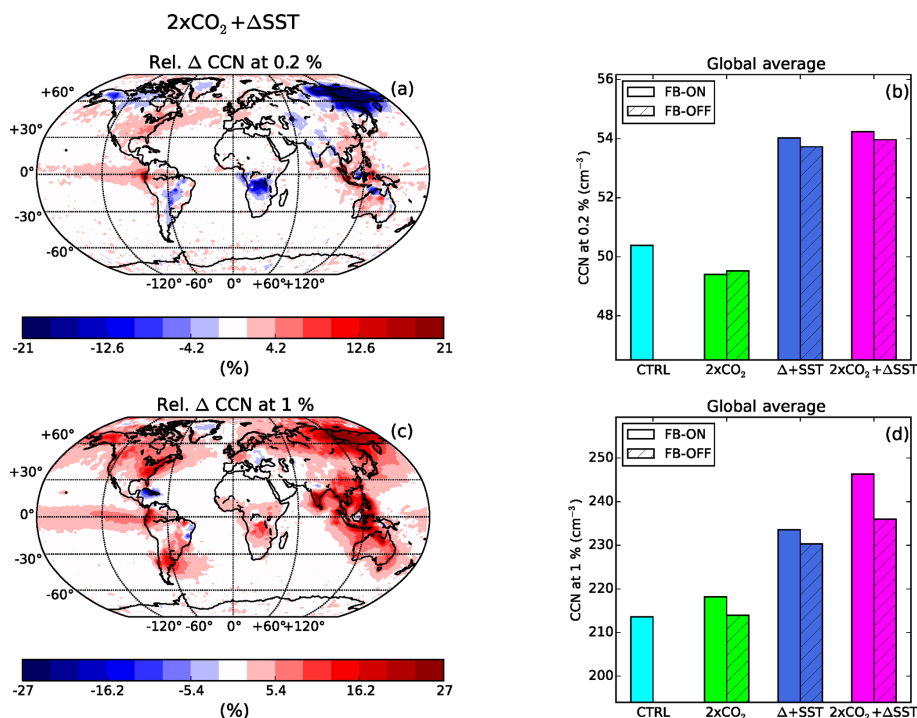 2xCO₂+ΔSST
Rel. Δ CCN at 0.2 %
(a)
+60°
+30°
0°
-30°
-60°
-120° -60° 0° +60° +120°
-21 -12.6 -4.2 4.2 12.6 21
(%)
Global average
(b)
FB-ON
FB-OFF
CCN at 0.2 % (cm⁻³)
56
54
52
50
48
CTRL 2xCO₂ Δ+SST 2xCO₂+ΔSST
Rel. Δ CCN at 1 %
(c)
+60°
+30°
0°
-30°
-60°
-120° -60° 0° +60° +120°
-27 -16.2 -5.4 5.4 16.2 27
(%)
Global average
(d)
FB-ON
FB-OFF
CCN at 1 % (cm⁻³)
250
240
230
220
210
200
CTRL 2xCO₂ Δ+SST 2xCO₂+ΔSST